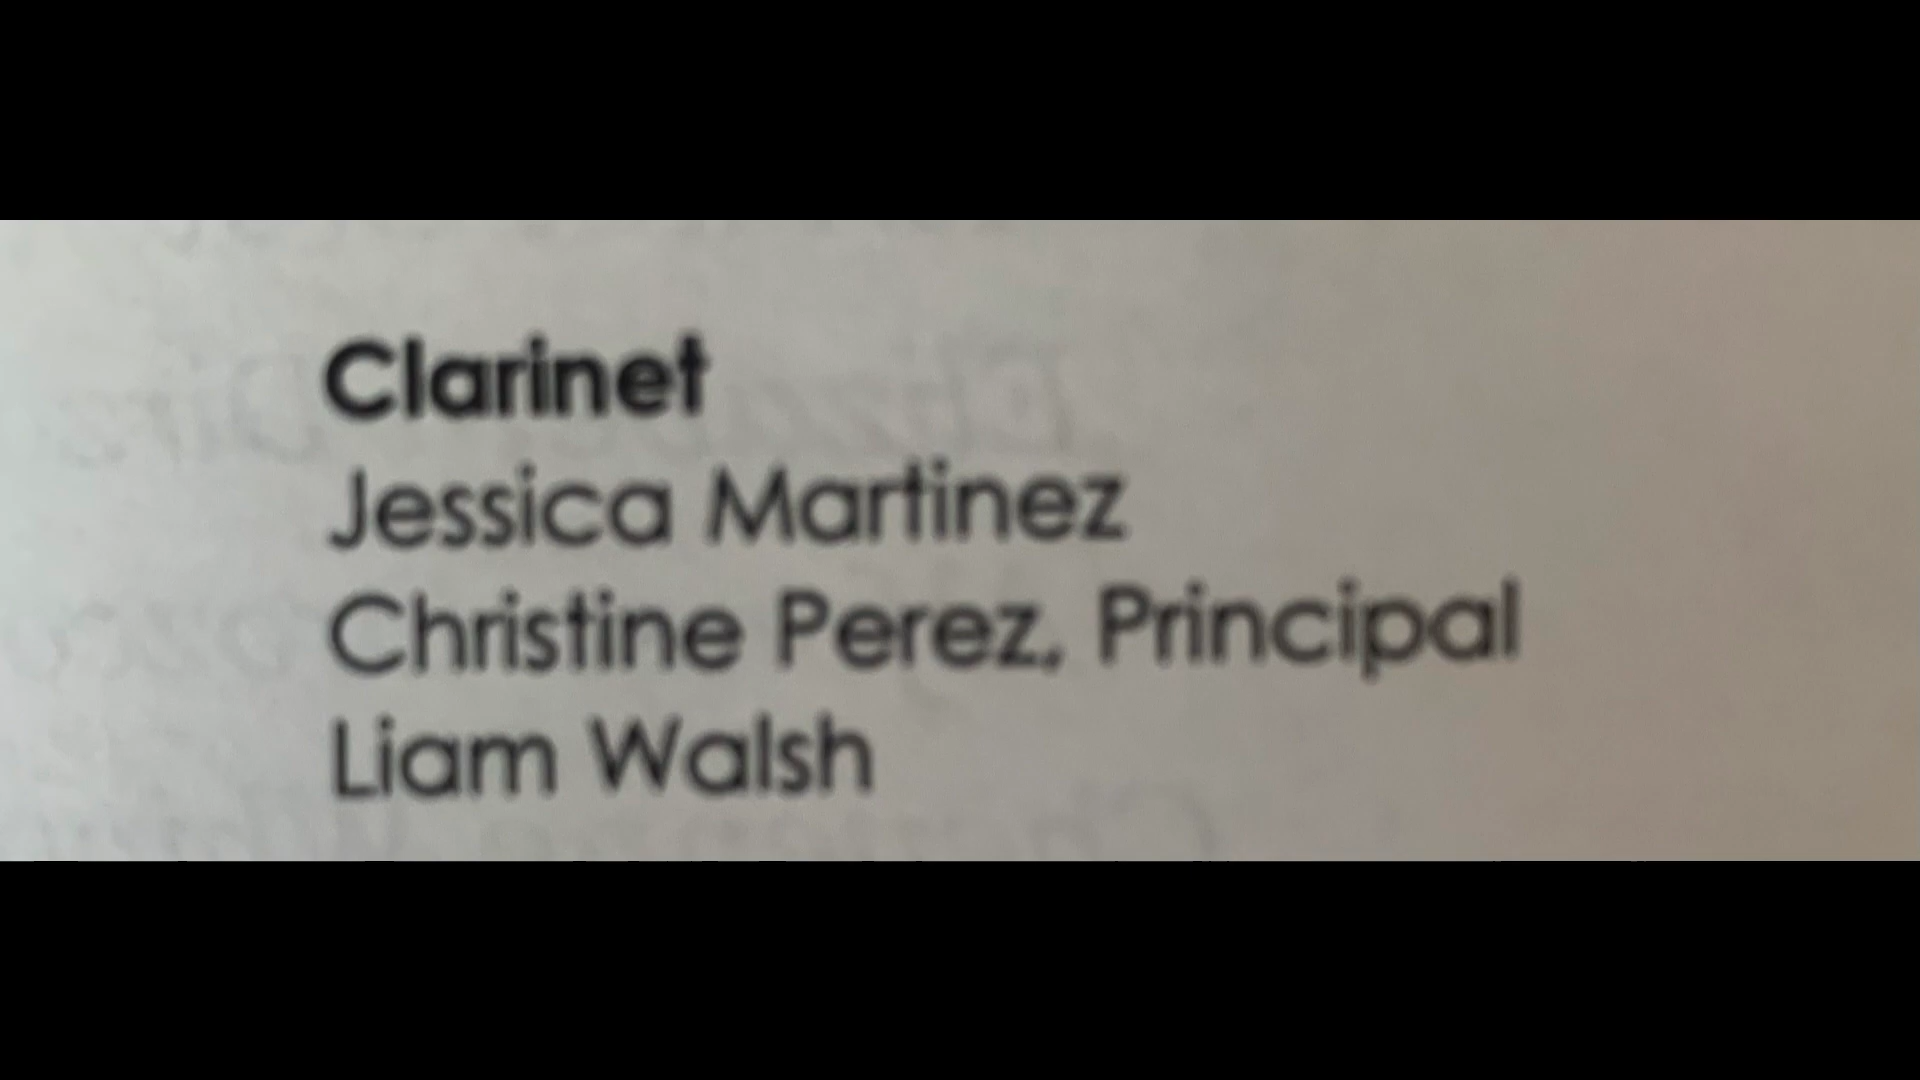 Clarinet
Jessica Martinez
Christine Perez, Principal
Liam Walsh